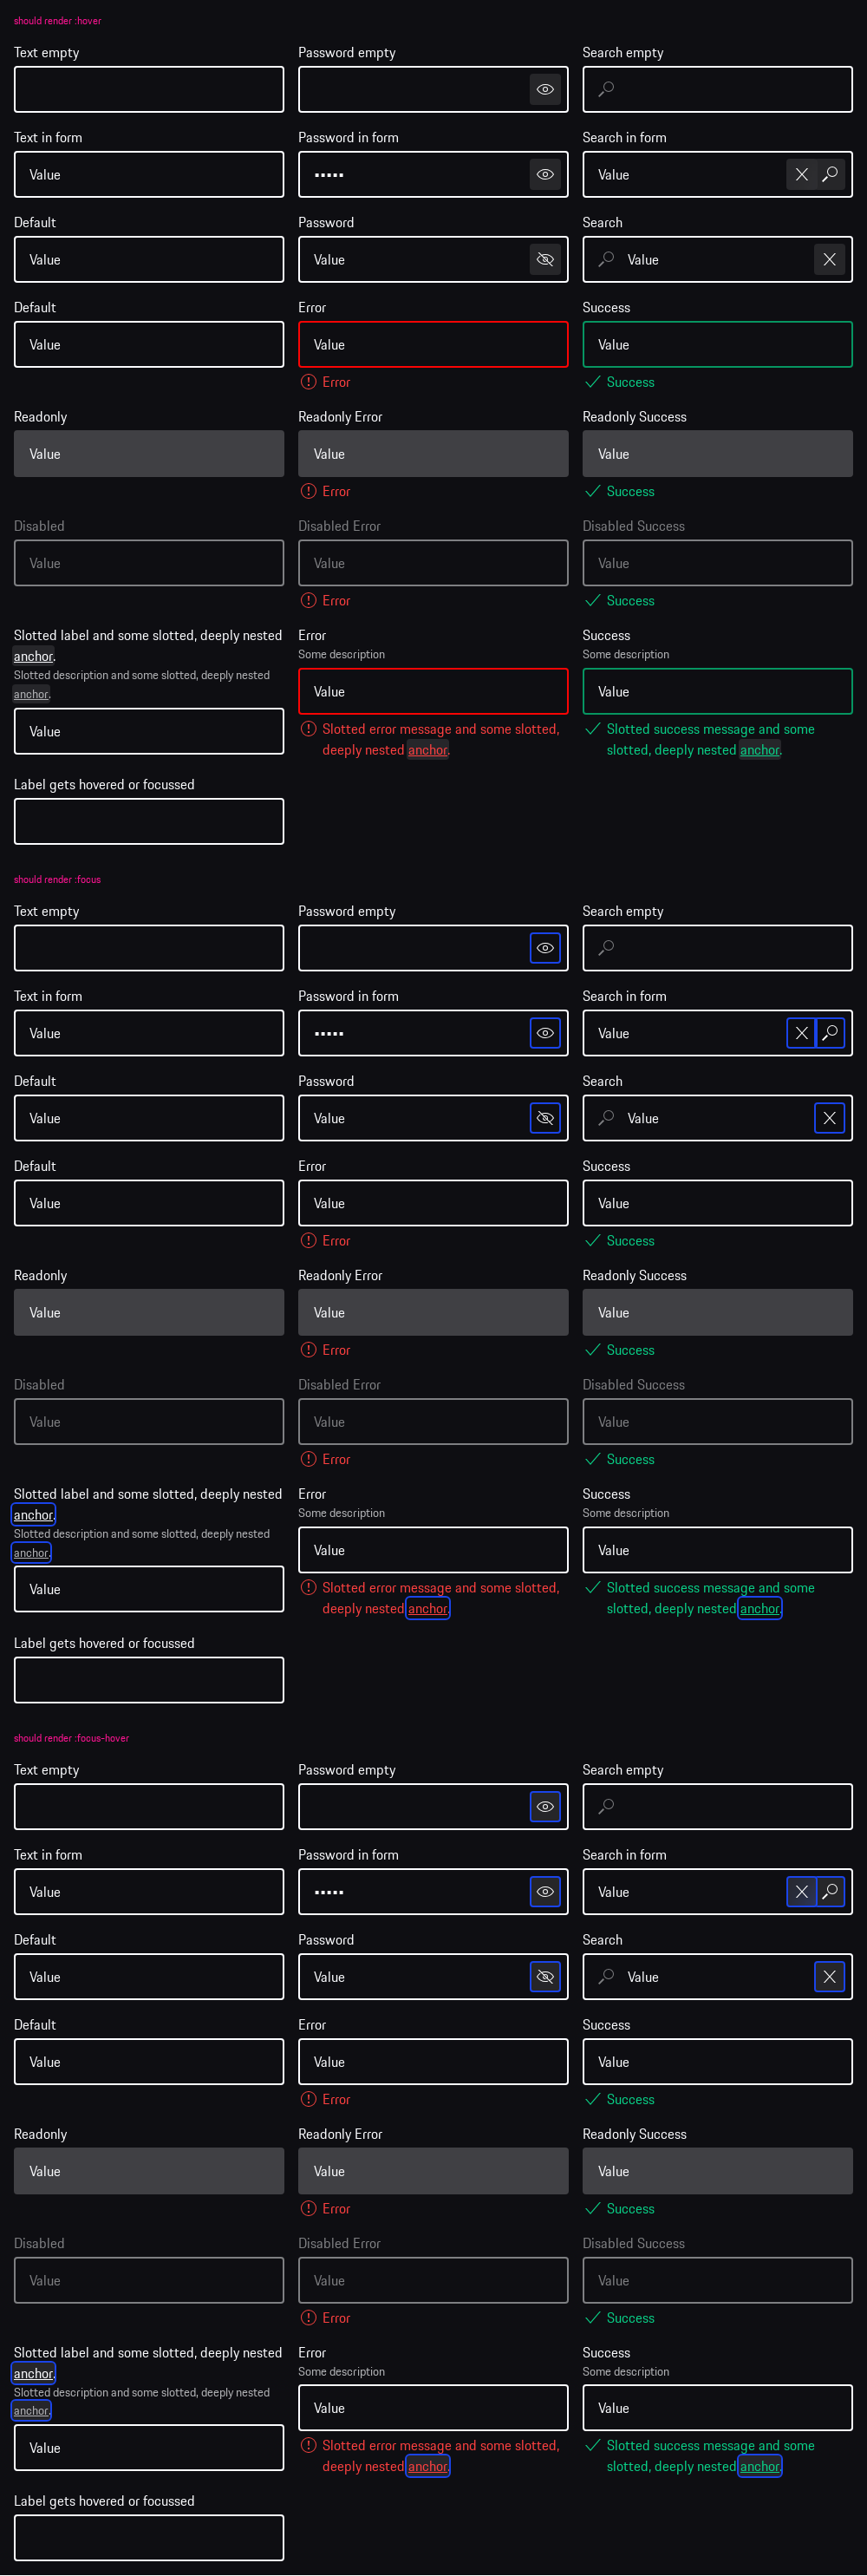 should render :hover
Text empty
Password empty
Search empty
Text in form
Password in form
Search in form
Value
•••••
Value
Default
Password
Search
Value
Value
Value
Default
Error
Success
Value
Value
Value
Error
Success
Readonly
Readonly Error
Readonly Success
Value
Value
Value
Error
Success
Disabled
Disabled Error
Disabled Success
Value
Value
Value
Error
Success
Slotted label and some slotted, deeply nested
anchor.
Slotted description and some slotted, deeply nested
anchor.
Value
Error
Some description
Value
Slotted error message and some slotted,
deeply nested anchor.
Success
Some description
Value
Slotted success message and some
slotted, deeply nested anchor.
Label gets hovered or focussed
should render :focus
Text empty
Password empty
Search empty
Text in form
Password in form
Search in form
Value
•••••
Value
Default
Password
Search
Value
Value
Value
Default
Error
Success
Value
Value
Value
Error
Success
Readonly
Readonly Error
Readonly Success
Value
Value
Value
Error
Success
Disabled
Disabled Error
Disabled Success
Value
Value
Value
Error
Success
Slotted label and some slotted, deeply nested
anchor.
Slotted description and some slotted, deeply nested
anchor.
Value
Error
Some description
Value
Slotted error message and some slotted,
deeply nested anchor.
Success
Some description
Value
Slotted success message and some
slotted, deeply nested anchor.
Label gets hovered or focussed
should render :focus-hover
Text empty
Password empty
Search empty
Text in form
Password in form
Search in form
Value
•••••
Value
Default
Password
Search
Value
Value
Value
Default
Error
Success
Value
Value
Value
Error
Success
Readonly
Readonly Error
Readonly Success
Value
Value
Value
Error
Success
Disabled
Disabled Error
Disabled Success
Value
Value
Value
Error
Success
Slotted label and some slotted, deeply nested
anchor.
Slotted description and some slotted, deeply nested
anchor.
Value
Error
Some description
Value
Slotted error message and some slotted,
deeply nested anchor.
Success
Some description
Value
Slotted success message and some
slotted, deeply nested anchor.
Label gets hovered or focussed